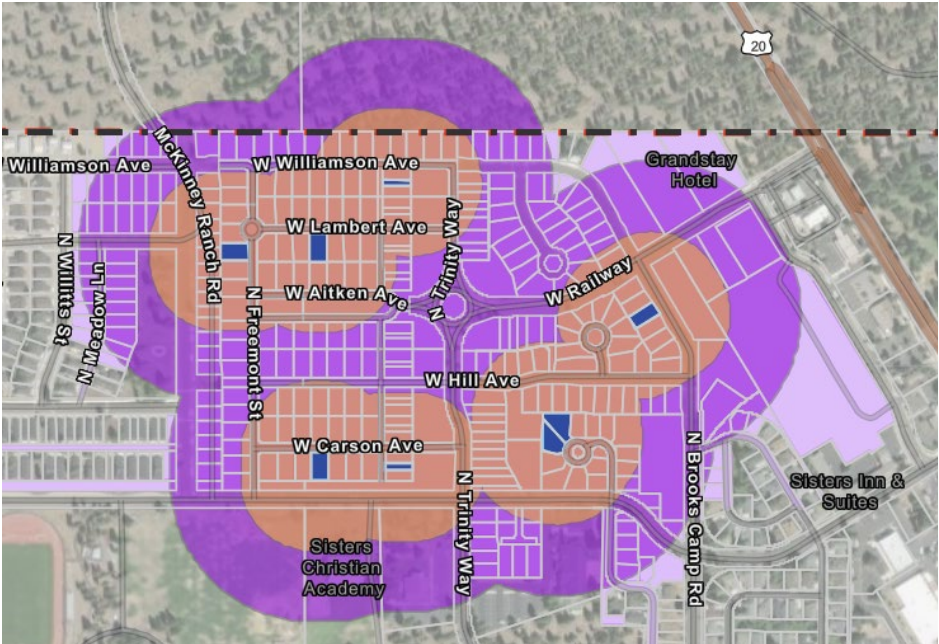 20
McKinney Ranch Rd
Williamson Ave
W Williamson Ave
Grandstay
Hotel
W Lambert Ave
N Trinity Way
N Willitts St
N Meadow Ln
W Railway
W Aitken Ave
N Freemont St
W Hill Ave
W Carson Ave
N Brooks Camp Rd
N Trinity Way
Sisters Inn &
Suites
Sisters
Christian
Academy